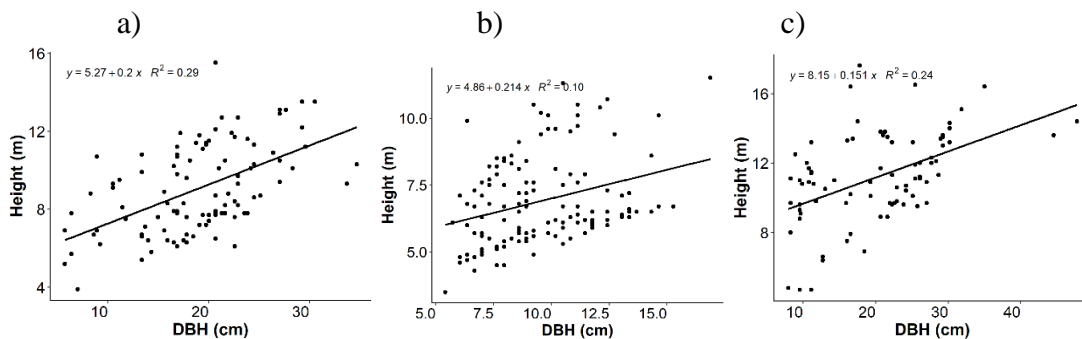 a)
b)
c)
y = 5.27 + 0.2 x R² = 0.29
y = 4.86 + 0.214 x R² = 0.10
y = 8.15 + 0.151 x R² = 0.24
Height (m)
16
12
8
4
10
20
30
DBH (cm)
Height (m)
10.0
7.5
5.0
2.5
5.0
7.5
10.0
12.5
15.0
DBH (cm)
Height (m)
16
12
8
10
20
30
40
DBH (cm)